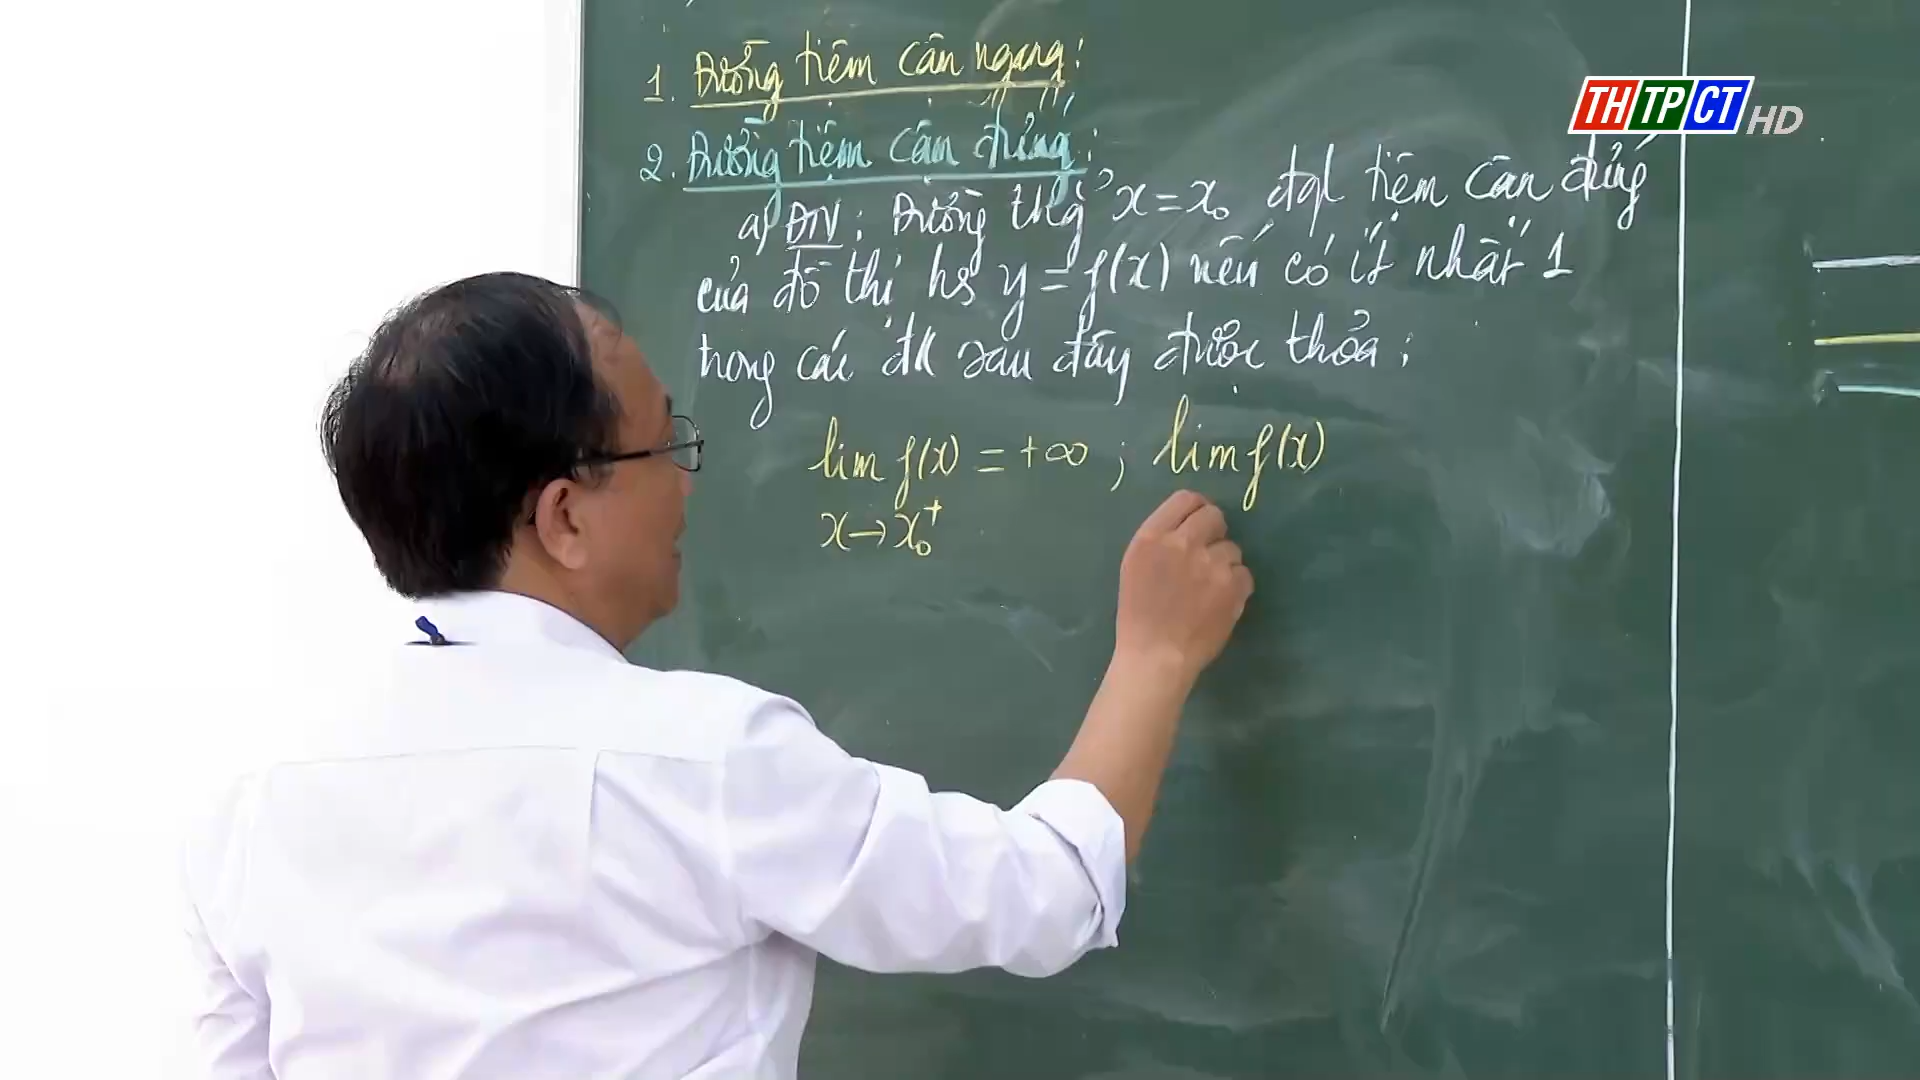 1. Đường tiệm cận ngang:
2. Đường tiệm cận đứng:
a) ĐN: Đường thg̉ x=x₀ đgl tiệm cận đứng
của đồ thị hs y = f(x) nếu có ít nhất 1
trong các đk sau đây được thỏa:
lim f(x) = +∞ ; lim f(x)
x→x₀⁺
THTPCT HD